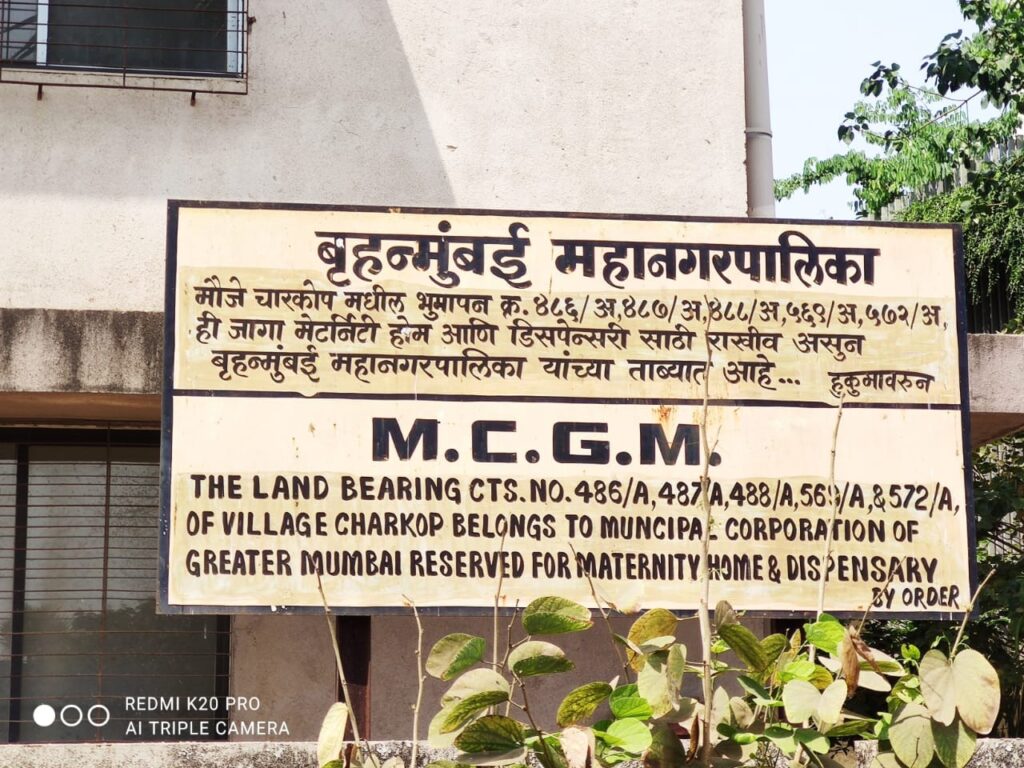 बृहन्मुंबई महानगरपालिका
मौजे चारकोप मधील भुमापन क्र. ४८६/अ,४८७/अ,४८८/अ,५६९/अ,५७२/अ,
ही जागा मेटर्निटी होम आणि डिसपेन्सरी साठी राखीव असुन
बृहन्मुंबई महानगरपालिका यांच्या ताब्यात आहे...
हुकुमावरुन
M.C.G.M.
THE LAND BEARING CTS.NO.486/A,487/A,488/A,569/A,&572/A,
OF VILLAGE CHARKOP BELONGS TO MUNCIPAL CORPORATION OF
GREATER MUMBAI RESERVED FOR MATERNITY HOME & DISPENSARY
BY ORDER
REDMI K20 PRO
AI TRIPLE CAMERA